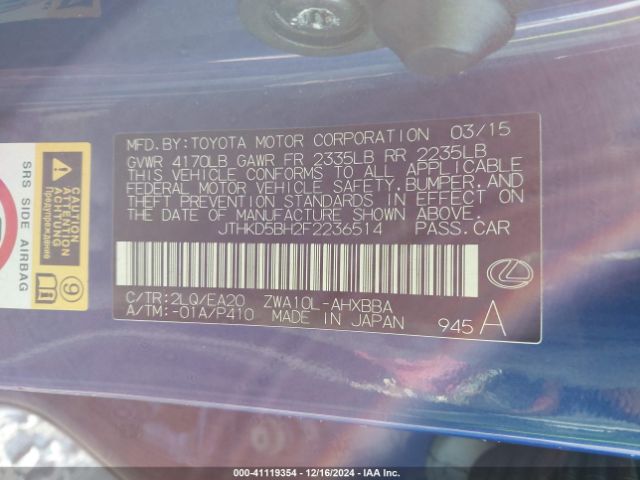 MFD.BY:TOYOTA MOTOR CORPORATION 03/15
GVWR 4170LB GAWR FR 2335LB RR 2235LB
THIS VEHICLE CONFORMS TO ALL APPLICABLE
FEDERAL MOTOR VEHICLE SAFETY,BUMPER,AND
THEFT PREVENTION STANDARDS IN EFFECT ON
THE DATE OF MANUFACTURE SHOWN ABOVE.
JTHKD5BH2F2236514 PASS.CAR
C/TR:2LQ/EA20 ZWA10L-AHXBBA
A/TM:-01A/P410 MADE IN JAPAN 945 A
SRS SIDE AIRBAG
Предупреждение
9
000-41119354 | 12/16/2024 | IAA Inc.